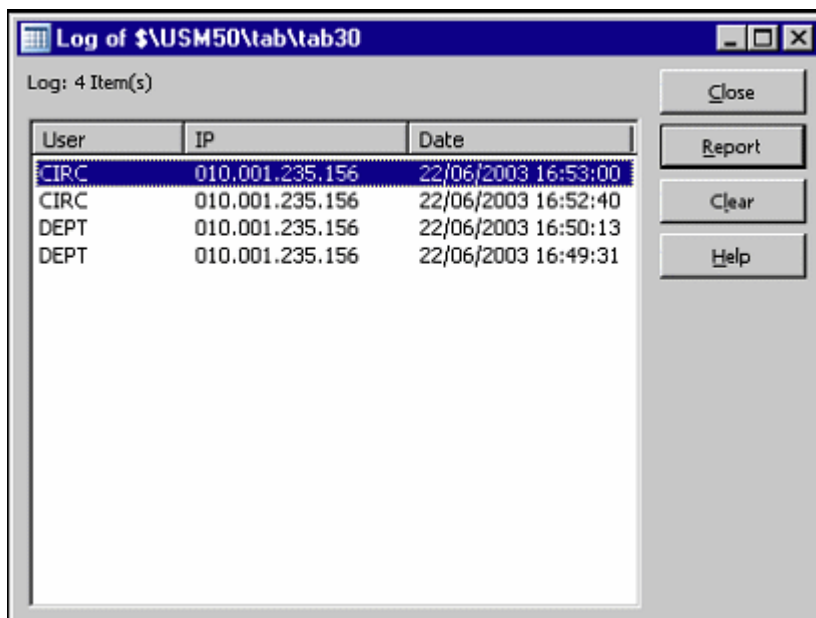 Log of $\USM50\tab\tab30
Log: 4 Item(s)
Close
Report
Clear
Help
User IP Date
CIRC 010.001.235.156 22/06/2003 16:53:00
CIRC 010.001.235.156 22/06/2003 16:52:40
DEPT 010.001.235.156 22/06/2003 16:50:13
DEPT 010.001.235.156 22/06/2003 16:49:31